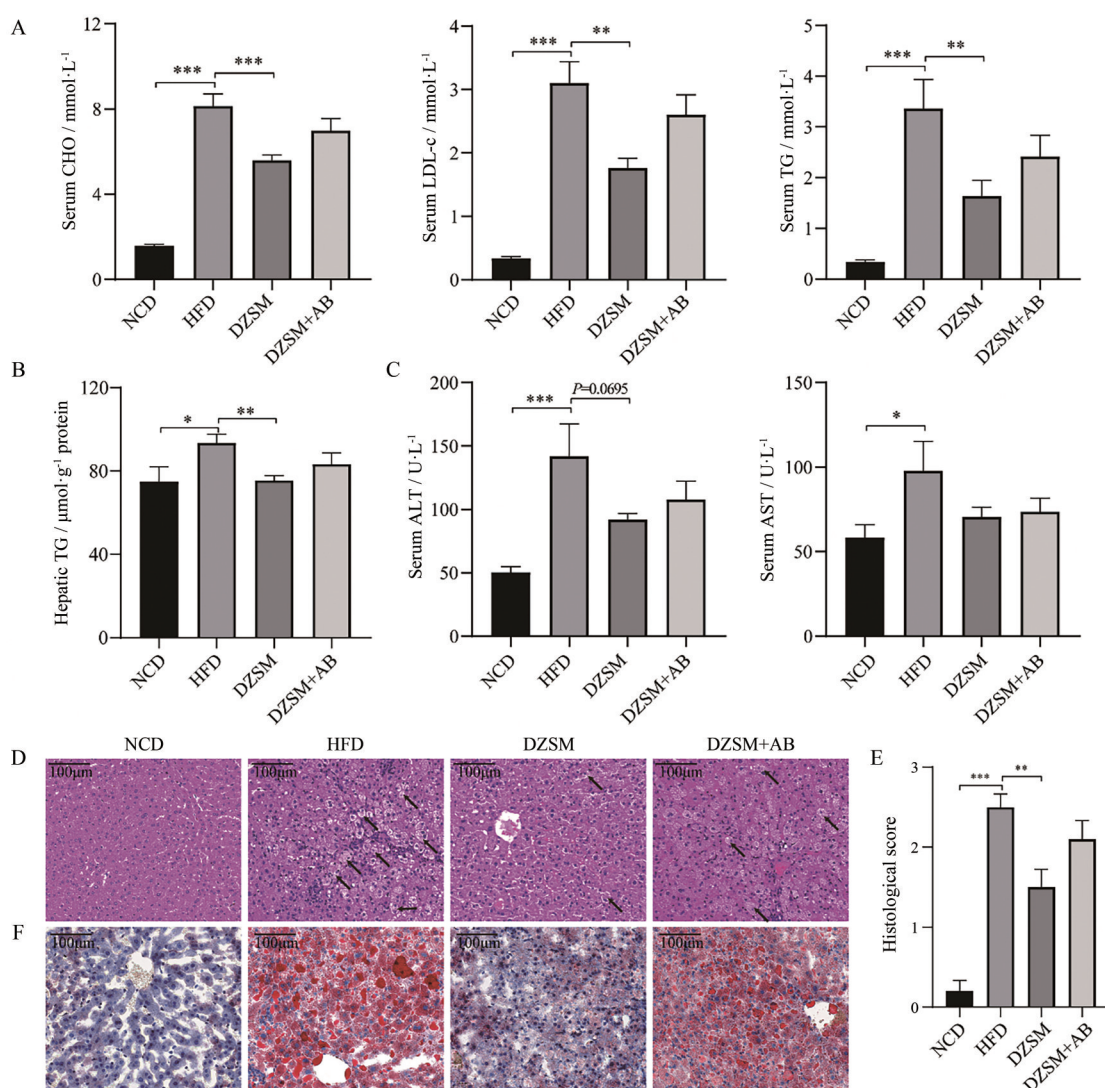 A
Serum CHO / mmol·L⁻¹
12
8
4
0
***
***
NCD
HFD
DZSM
DZSM+AB
Serum LDL-c / mmol·L⁻¹
4
3
2
1
0
***
**
NCD
HFD
DZSM
DZSM+AB
Serum TG / mmol·L⁻¹
5
4
3
2
1
0
***
**
NCD
HFD
DZSM
DZSM+AB
B
Hepatic TG / μmol·g⁻¹ protein
120
80
40
0
*
**
NCD
HFD
DZSM
DZSM+AB
C
Serum ALT / U·L⁻¹
200
150
100
50
0
***
P=0.0695
NCD
HFD
DZSM
DZSM+AB
Serum AST / U·L⁻¹
150
100
50
0
*
NCD
HFD
DZSM
DZSM+AB
D
NCD
HFD
DZSM
DZSM+AB
100μm
100μm
100μm
100μm
E
Histological score
3
2
1
0
***
**
NCD
HFD
DZSM
DZSM+AB
F
100μm
100μm
100μm
100μm